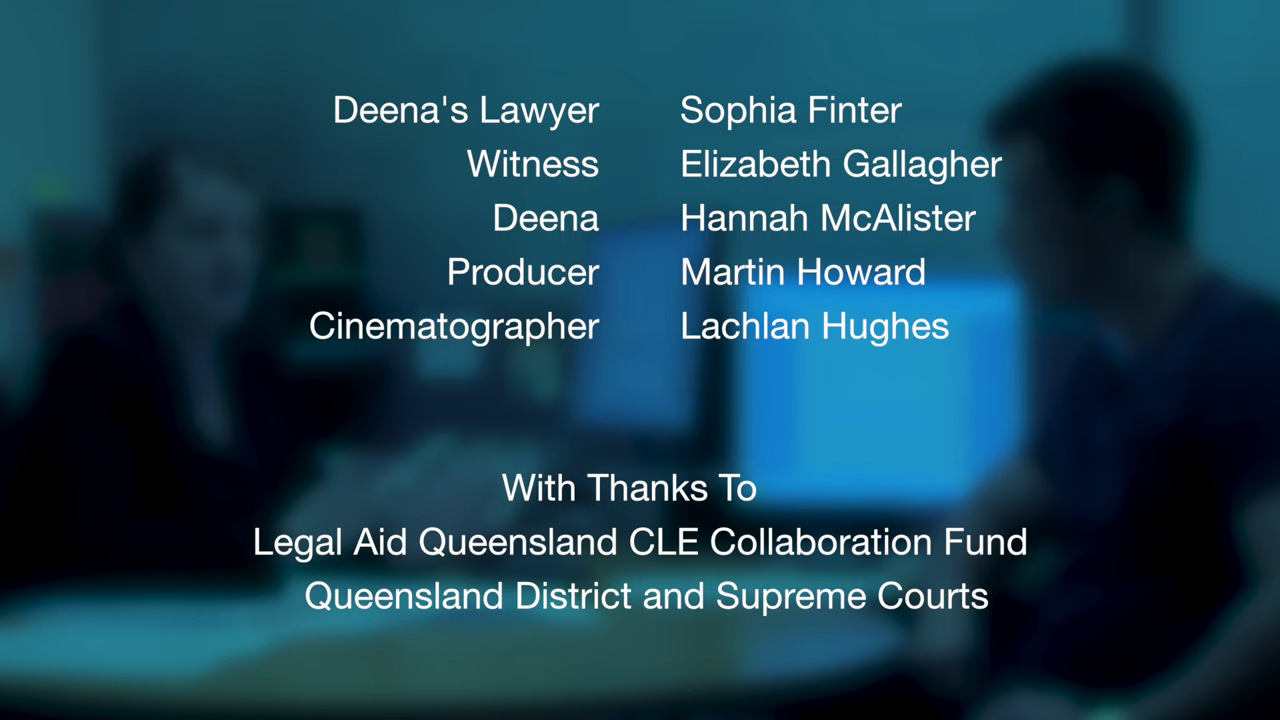 Deena's Lawyer Sophia Finter
Witness Elizabeth Gallagher
Deena Hannah McAlister
Producer Martin Howard
Cinematographer Lachlan Hughes
With Thanks To
Legal Aid Queensland CLE Collaboration Fund
Queensland District and Supreme Courts